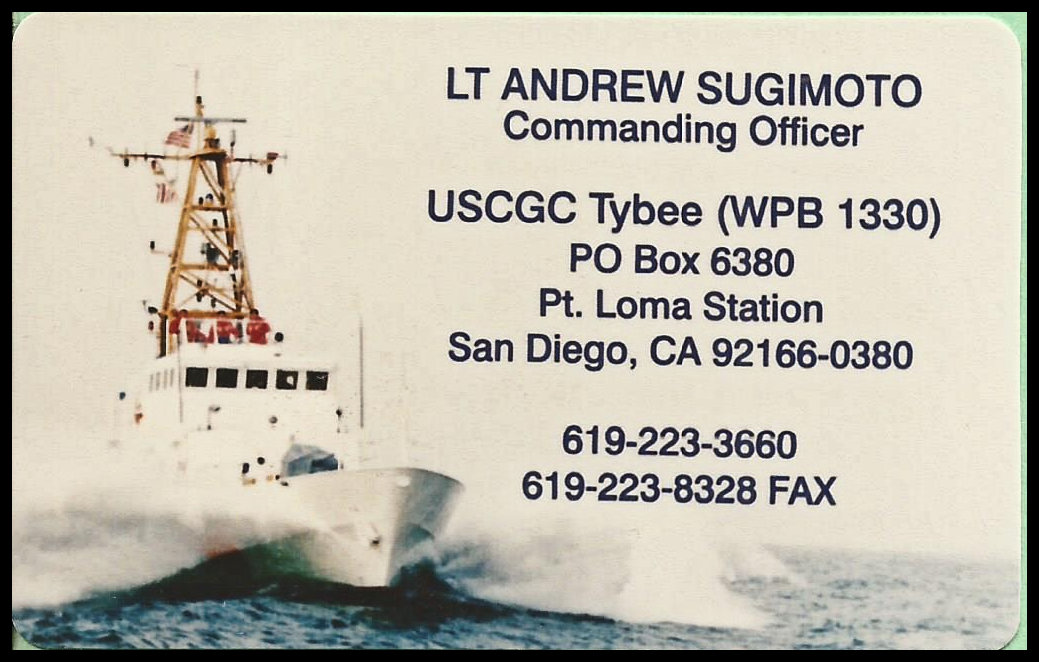 LT ANDREW SUGIMOTO
Commanding Officer
USCGC Tybee (WPB 1330)
PO Box 6380
Pt. Loma Station
San Diego, CA 92166-0380
619-223-3660
619-223-8328 FAX